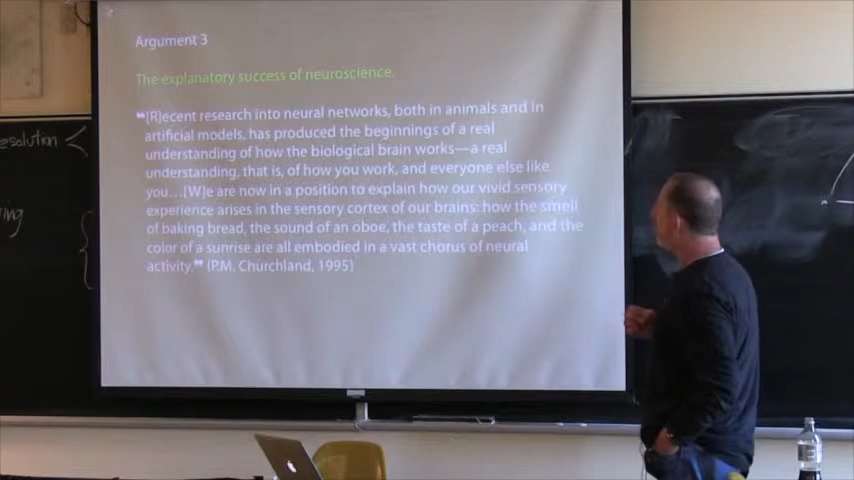 Argument 3
The explanatory success of neuroscience.
❝[R]ecent research into neural networks, both in animals and in
artificial models, has produced the beginnings of a real
understanding of how the biological brain works—a real
understanding, that is, of how you work, and everyone else like
you...[W]e are now in a position to explain how our vivid sensory
experience arises in the sensory cortex of our brains: how the smell
of baking bread, the sound of an oboe, the taste of a peach, and the
color of a sunrise are all embodied in a vast chorus of neural
activity.❞ (P.M. Churchland, 1995)